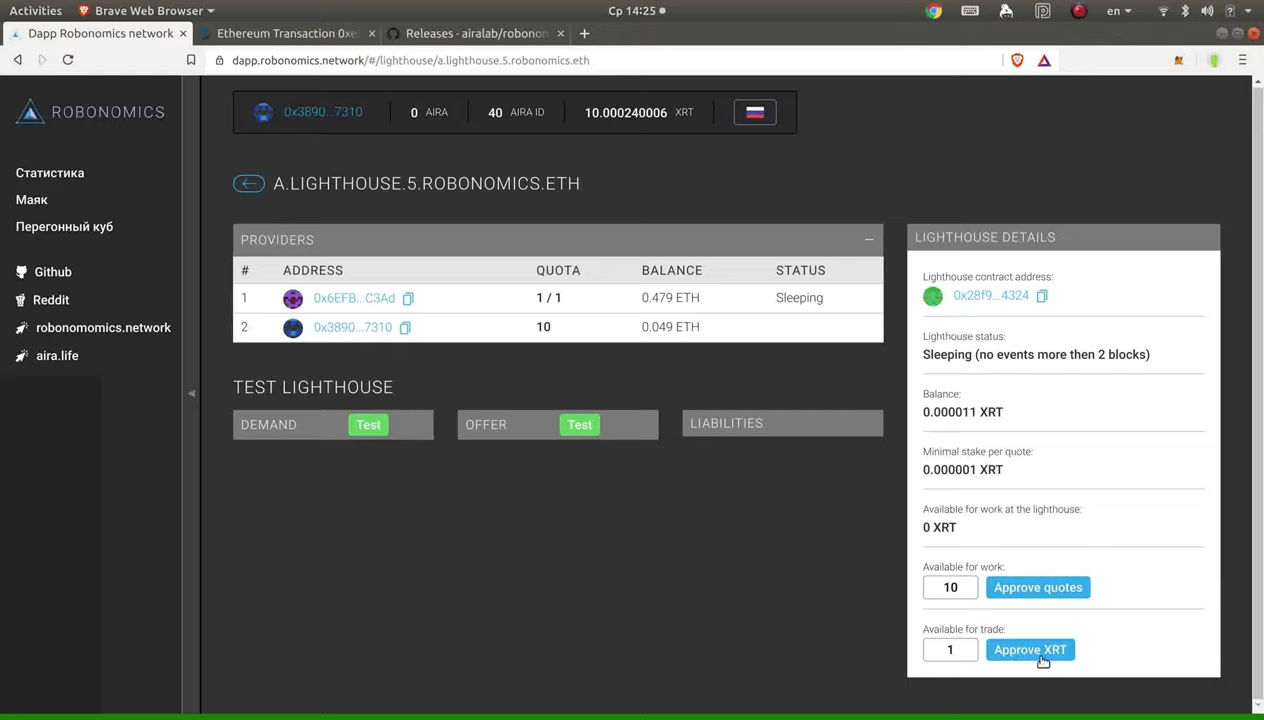 Activities Brave Web Browser Ср 14:25 en
Dapp Robonomics network Ethereum Transaction 0xe Releases · airalab/robonon
dapp.robonomics.network/#/lighthouse/a.lighthouse.5.robonomics.eth
ROBONOMICS
Статистика
Маяк
Перегонный куб
Github
Reddit
robonomomics.network
aira.life
0x3890...7310 0 AIRA 40 AIRA ID 10.000240006 XRT
A.LIGHTHOUSE.5.ROBONOMICS.ETH
PROVIDERS
# ADDRESS QUOTA BALANCE STATUS
1 0x6EFB...C3Ad 1 / 1 0.479 ETH Sleeping
2 0x3890...7310 10 0.049 ETH
TEST LIGHTHOUSE
DEMAND Test OFFER Test LIABILITIES
LIGHTHOUSE DETAILS
Lighthouse contract address:
0x28f9...4324
Lighthouse status:
Sleeping (no events more then 2 blocks)
Balance:
0.000011 XRT
Minimal stake per quote:
0.000001 XRT
Available for work at the lighthouse:
0 XRT
Available for work:
10 Approve quotes
Available for trade:
1 Approve XRT